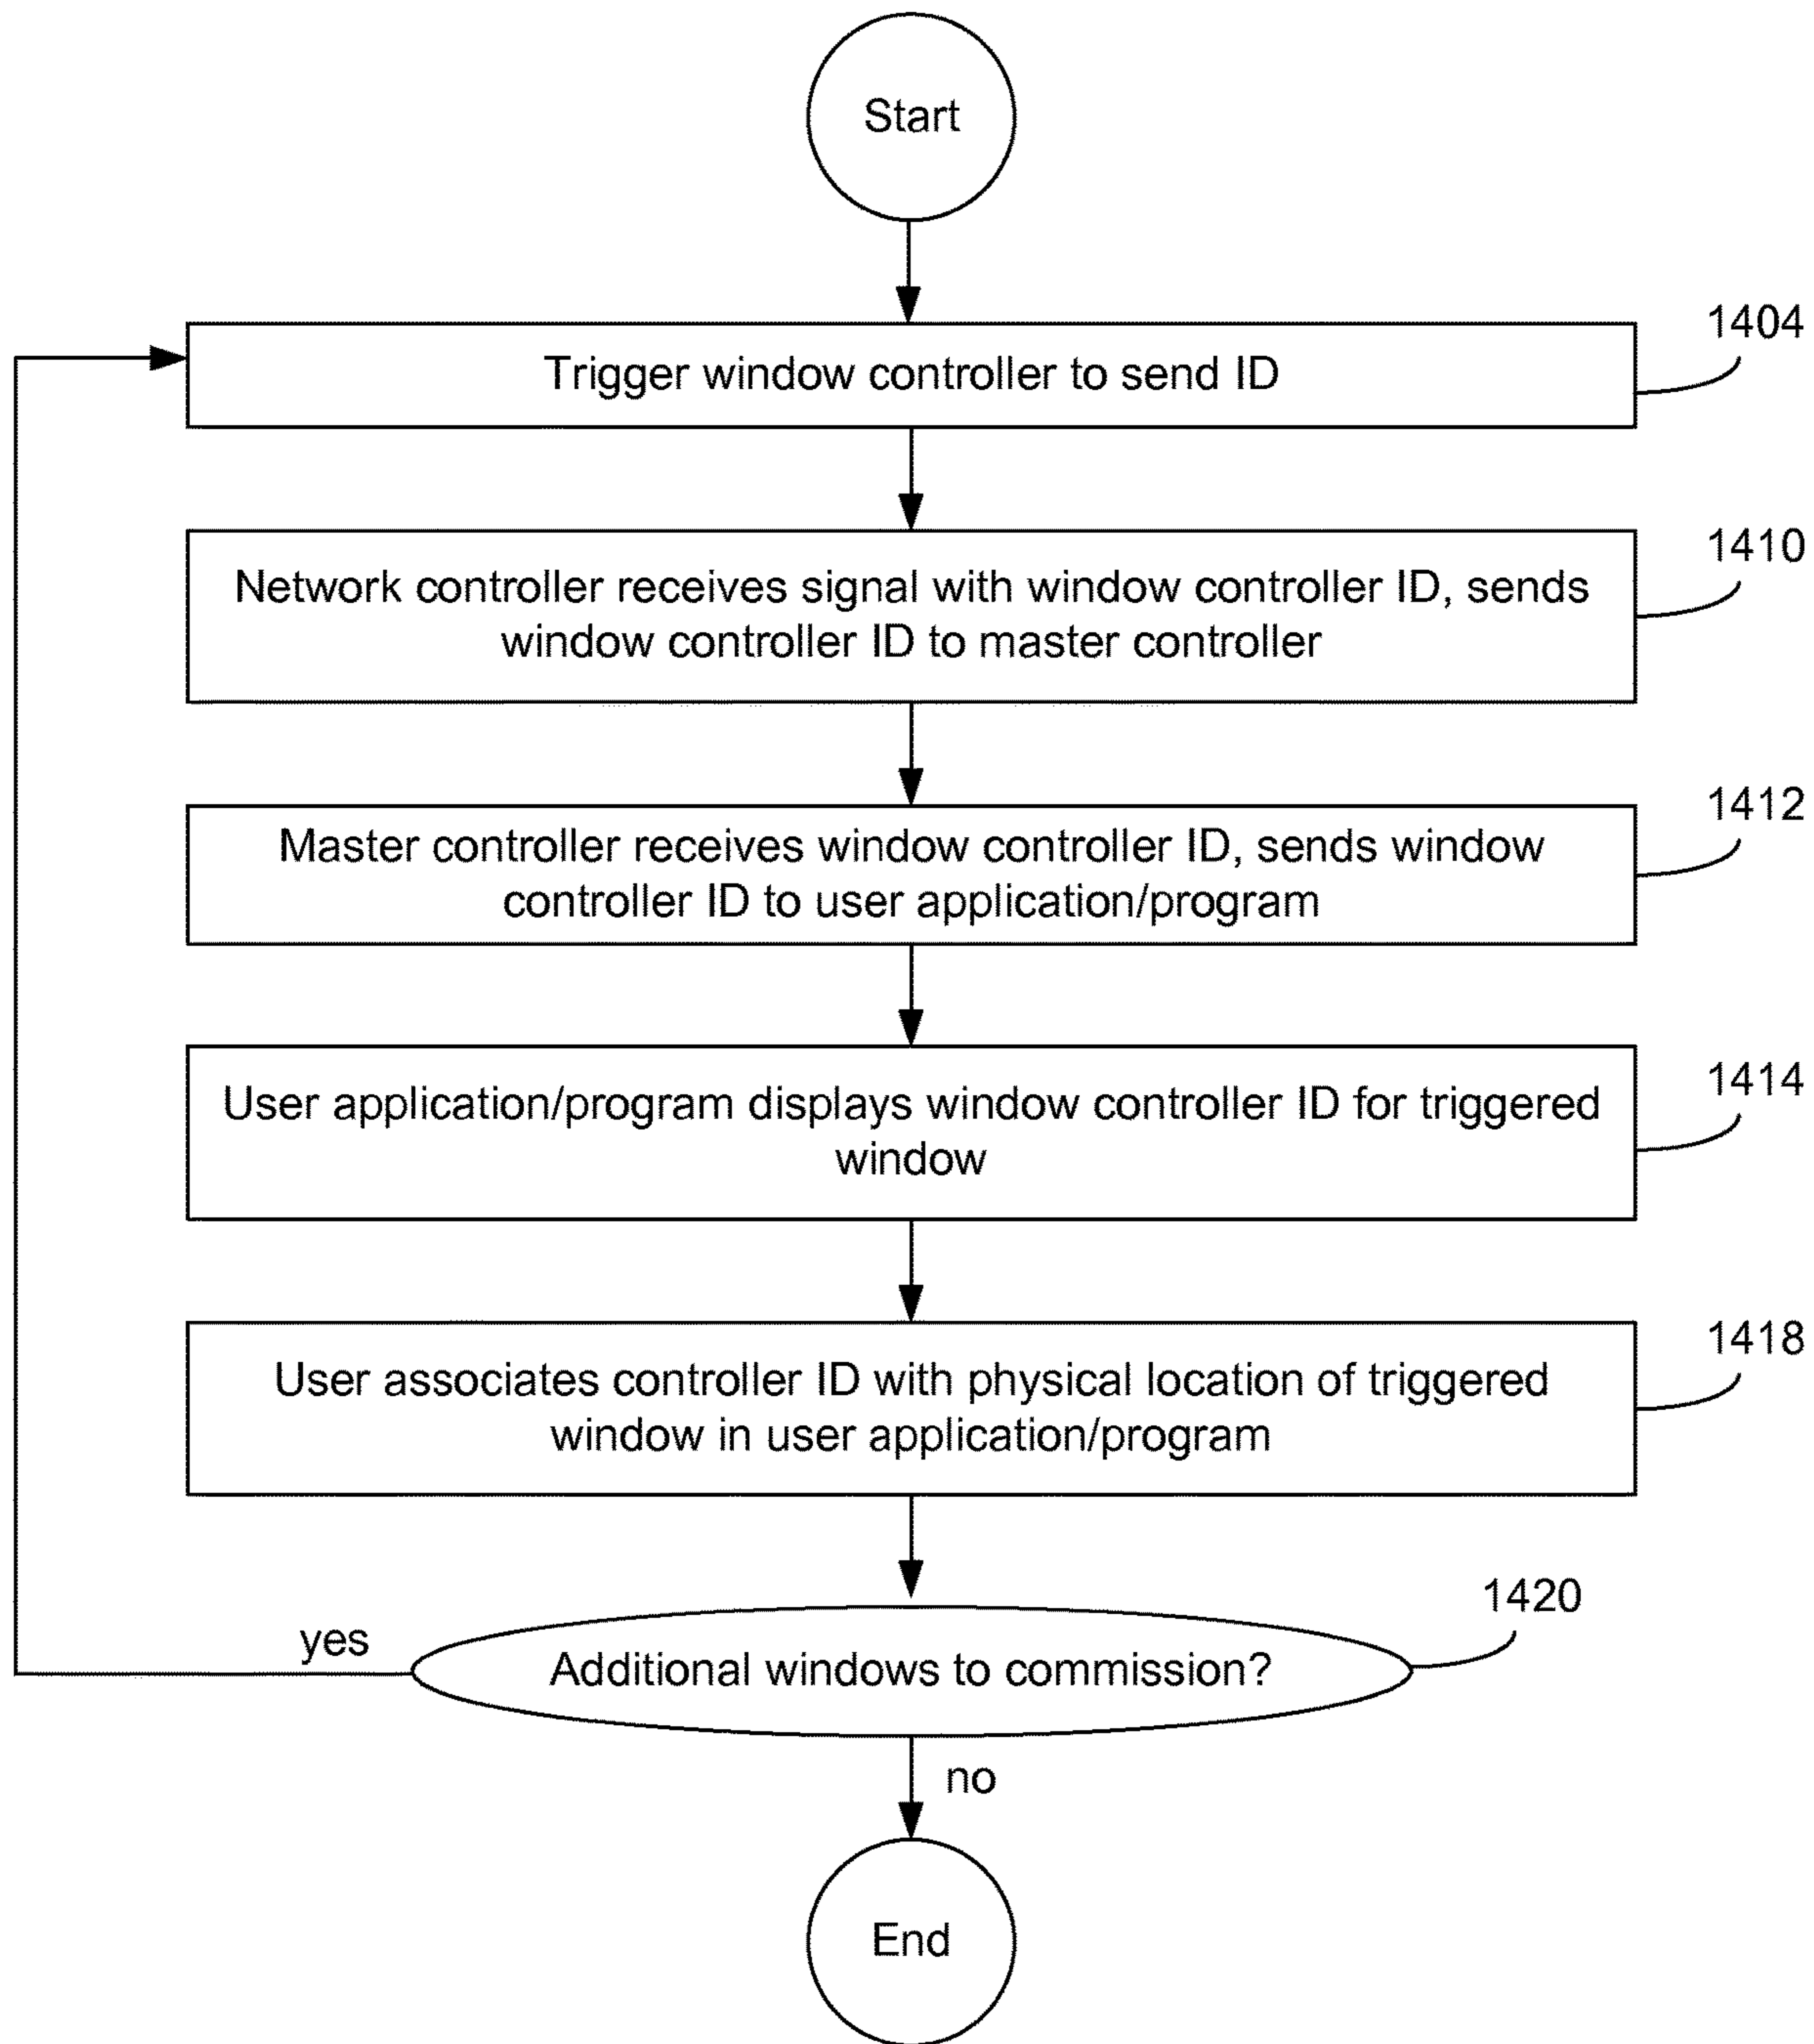 Start
1404
Trigger window controller to send ID
1410
Network controller receives signal with window controller ID, sends
window controller ID to master controller
1412
Master controller receives window controller ID, sends window
controller ID to user application/program
1414
User application/program displays window controller ID for triggered
window
1418
User associates controller ID with physical location of triggered
window in user application/program
1420
yes
Additional windows to commission?
no
End